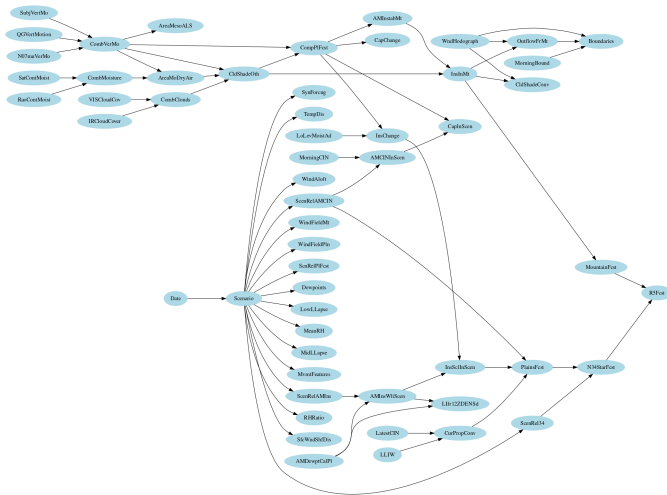 SubjVertMo
QGVertMotion
N07muVerMo
SatContMoist
RaoContMoist
CombVerMo
AreaMesoALS
CombMoisture
AreaMoDryAir
VISCloudCov
IRCloudCover
CombClouds
CldShadeOth
CompPlFcst
AMInstabMt
CapChange
InsInMt
WndHodograph
OutflowFrMt
MorningBound
Boundaries
CldShadeConv
SynForcng
TempDis
LoLevMoistAd
InsChange
MorningCIN
AMCINInScen
CapInScen
WindAloft
ScenRelAMCIN
WindFieldMt
WindFieldPln
ScnRelPlFcst
Dewpoints
LowLLapse
MeanRH
MidLLapse
MvmtFeatures
ScenRelAMIns
RHRatio
SfcWndShfDis
Date
Scenario
AMDewptCalPl
AMInsWliScen
InsSclInScen
LIfr12ZDENSd
LatestCIN
LLIW
CurPropConv
PlainsFcst
ScenRel34
N34StarFcst
MountainFcst
R5Fcst